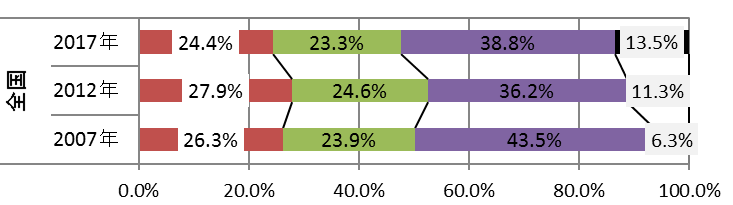 全国
2017年 24.4% 23.3% 38.8% 13.5%
2012年 27.9% 24.6% 36.2% 11.3%
2007年 26.3% 23.9% 43.5% 6.3%
0.0% 20.0% 40.0% 60.0% 80.0% 100.0%